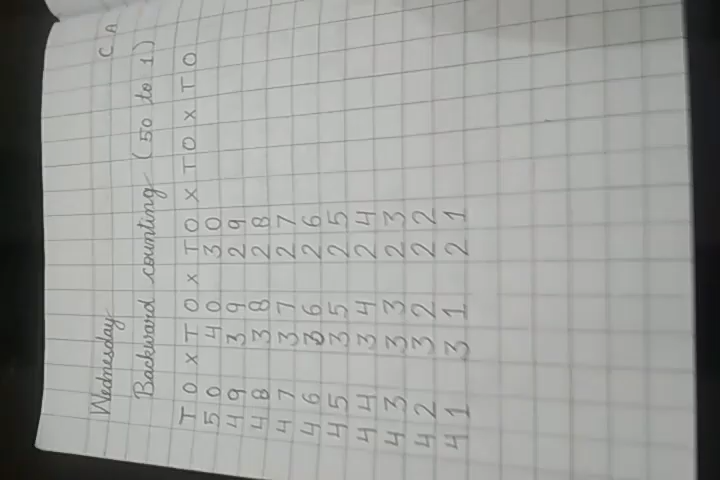 Wednesday C A
Backward counting (50 to 1)
T O X T O X T O X T O X T O
5 0 4 0 3 0
4 9 3 9 2 9
4 8 3 8 2 8
4 7 3 7 2 7
4 6 3 6 2 6
4 5 3 5 2 5
4 4 3 4 2 4
4 3 3 3 2 3
4 2 3 2 2 2
4 1 3 1 2 1